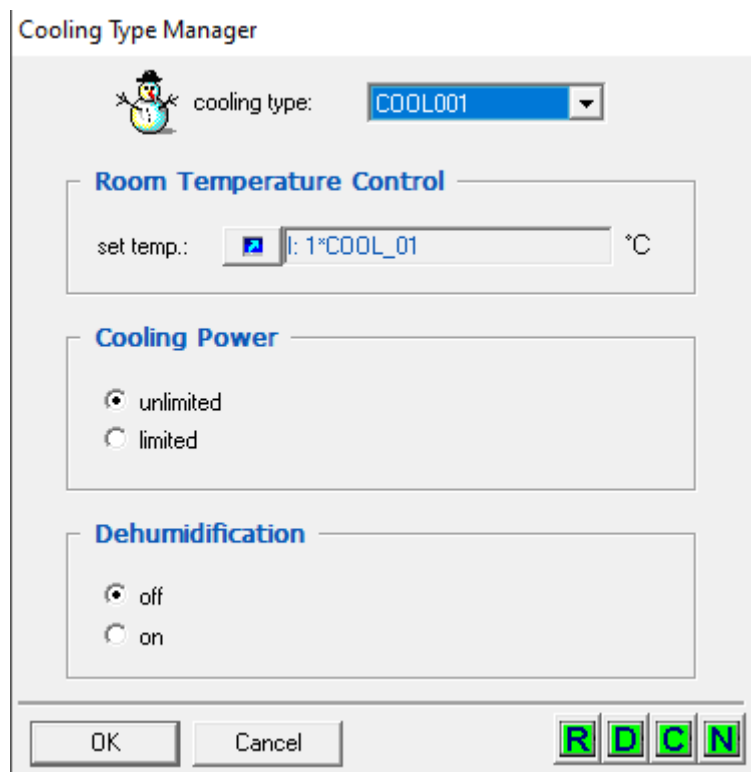 Cooling Type Manager
cooling type: COOL001
Room Temperature Control
set temp.: I: 1*COOL_01 °C
Cooling Power
unlimited
limited
Dehumidification
off
on
OK Cancel R D C N